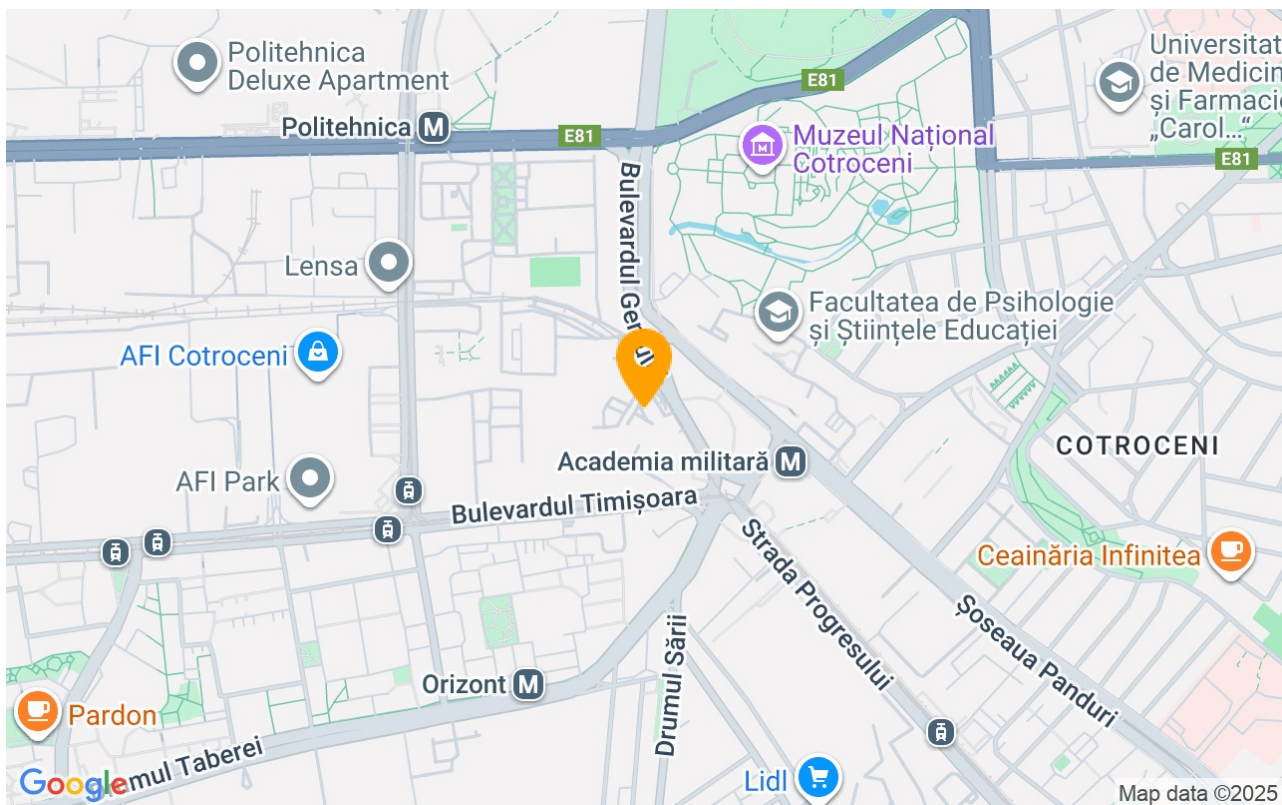 Politehnica
Deluxe Apartment
Universitat
de Medicin
și Farmacie
„Carol...“
E81
Politehnica
M
E81
Muzeul Național
Cotroceni
E81
Lensa
Bulevardul Gen
ul
Facultatea de Psihologie
și Științele Educației
AFI Cotroceni
COTROCENI
Academia militară
M
AFI Park
Bulevardul Timișoara
Strada Progresului
Ceainăria Infinitea
Șoseaua Panduri
Drumul Sării
Orizont
M
Pardon
mul Taberei
Lidl
Google
Map data ©2025